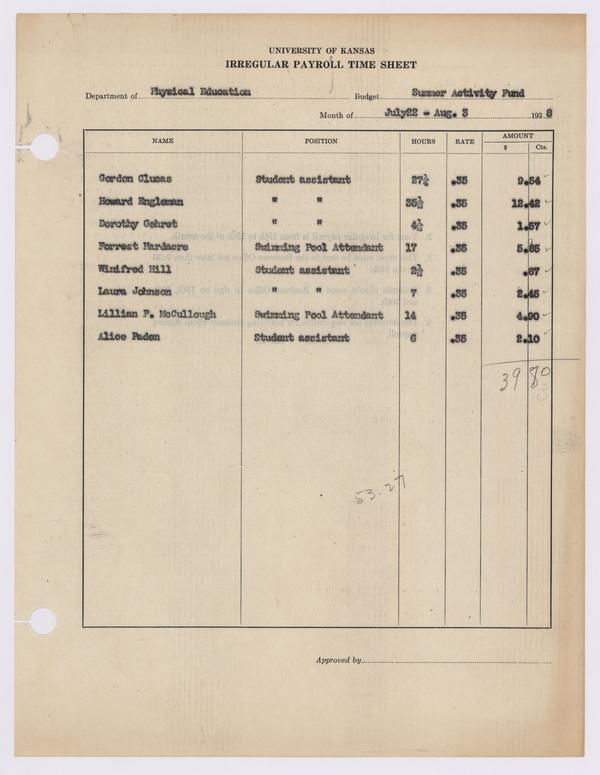 UNIVERSITY OF KANSAS
IRREGULAR PAYROLL TIME SHEET
Department of Physical Education Budget Summer Activity Fund
Month of July22 - Aug. 3 1938
NAME POSITION HOURS RATE AMOUNT
$ Cts.
Gordon Clucas Student assistant 27¼ .35 9.54
Howard Engleman " " 35½ .35 12.42
Dorothy Gehret " " 4½ .35 1.57
Forrest Hardacre Swimming Pool Attendant 17 .35 5.
Winifred Hill Student assistant .35 .87
Laura Johnson " " 7 .35 2.45
Lillian P. McCullough Swimming Pool Attendant 14 .35 4.90
Alice Paden Student assistant 6 .35 2.10
39 80
53.27
Approved by